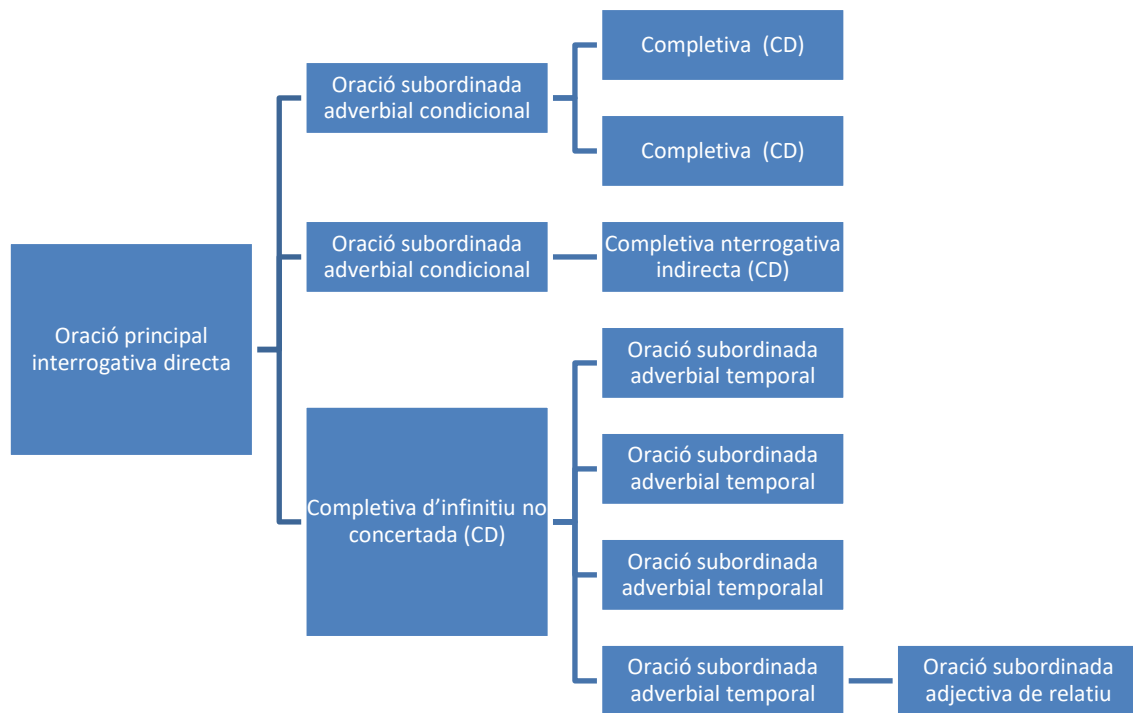 Completiva (CD)
Oració subordinada
adverbial condicional
Completiva (CD)
Oració subordinada
adverbial condicional
Completiva nterrogativa
indirecta (CD)
Oració principal
interrogativa directa
Oració subordinada
adverbial temporal
Oració subordinada
adverbial temporal
Completiva d’infinitiu no
concertada (CD)
Oració subordinada
adverbial temporalal
Oració subordinada
adverbial temporal
Oració subordinada
adjectiva de relatiu